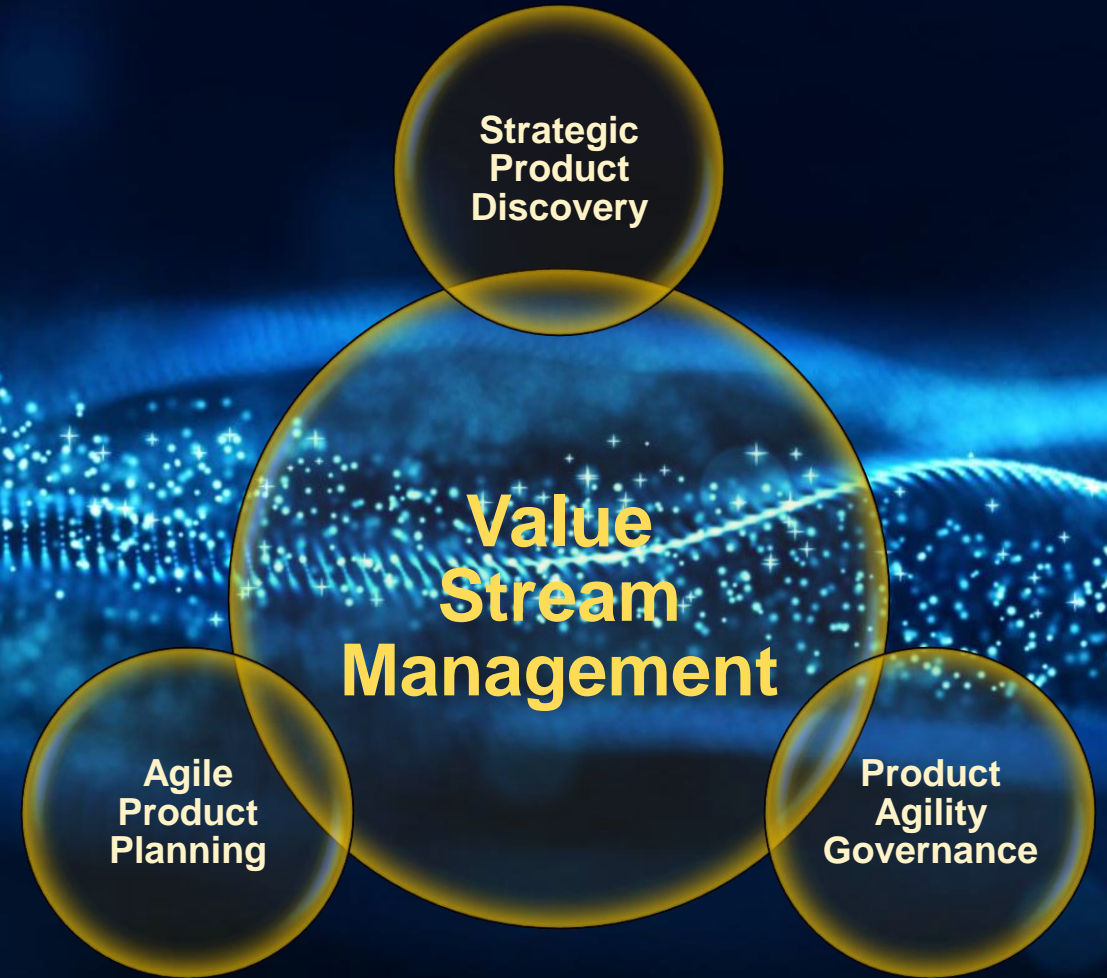 Strategic
Product
Discovery
Value
Stream
Management
Agile
Product
Planning
Product
Agility
Governance